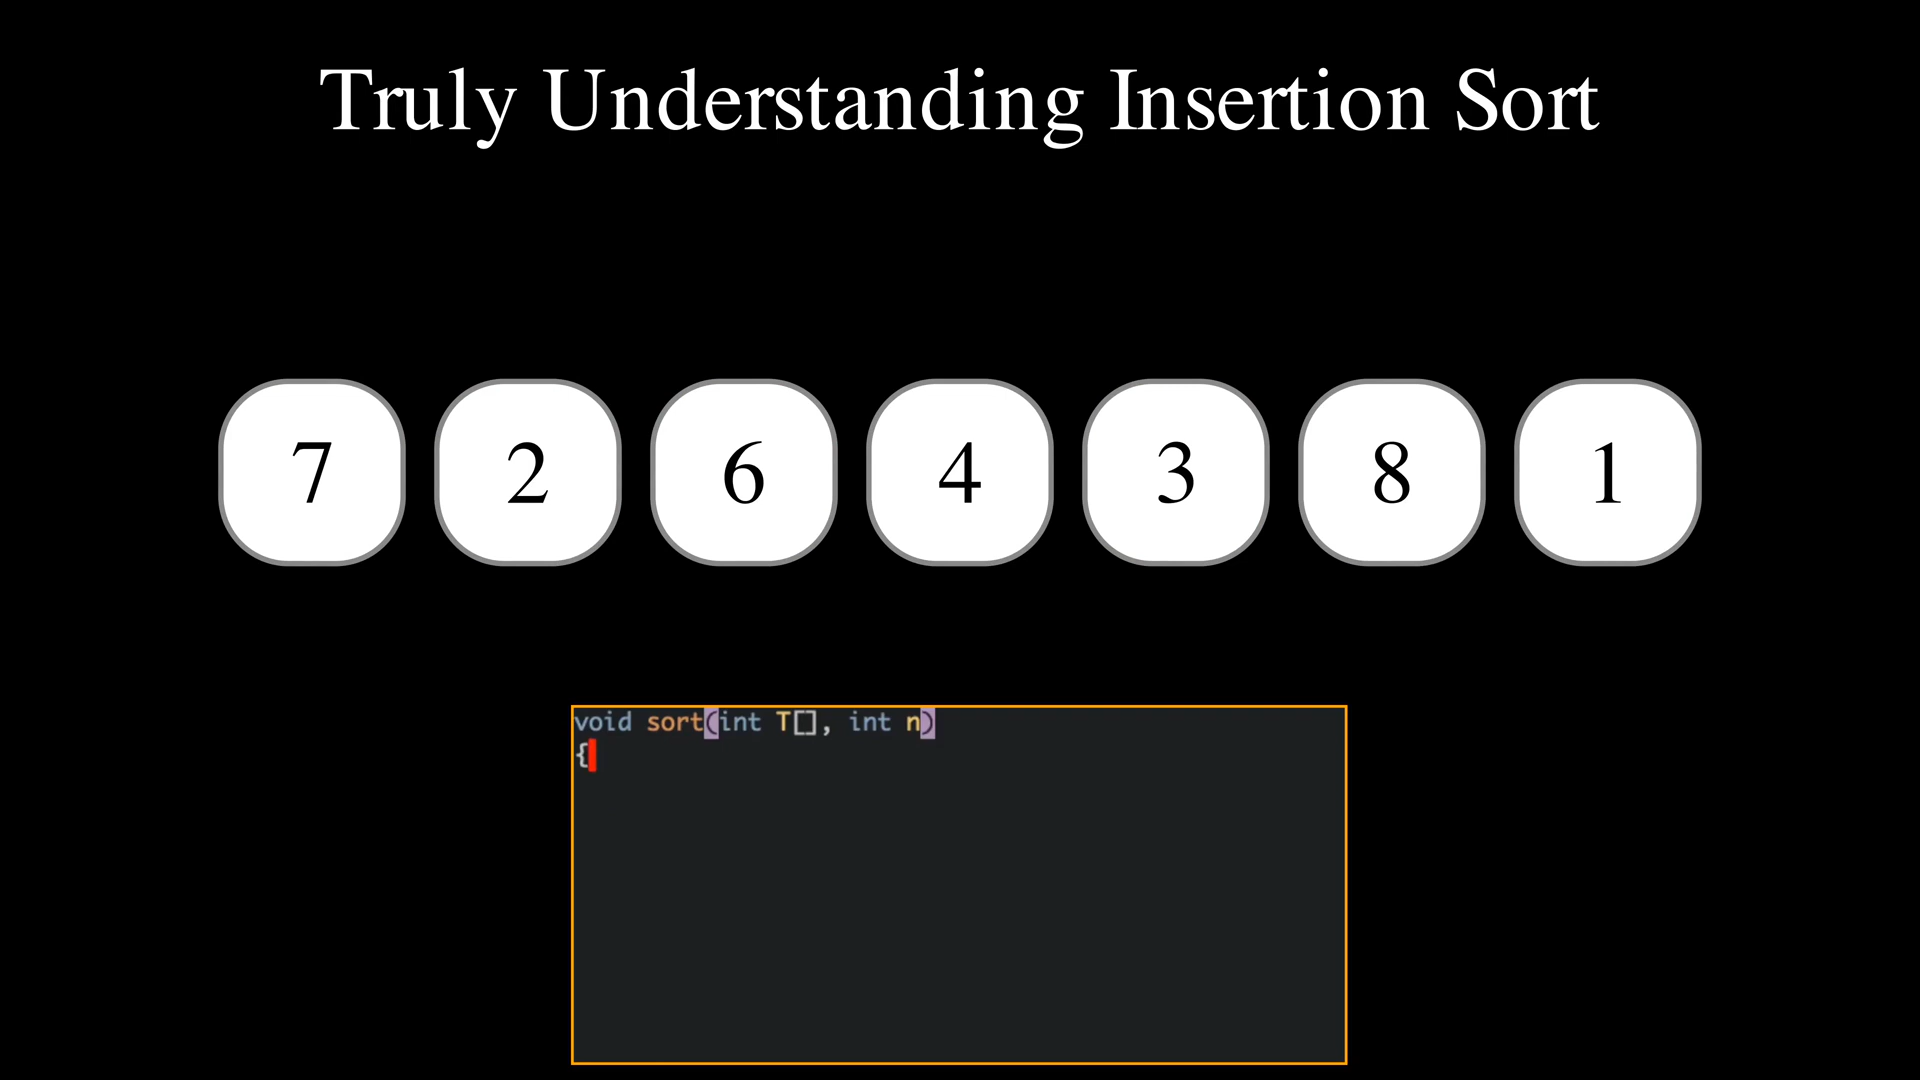 Truly Understanding Insertion Sort
7 2 6 4 3 8 1
void sort(int T[], int n)
{